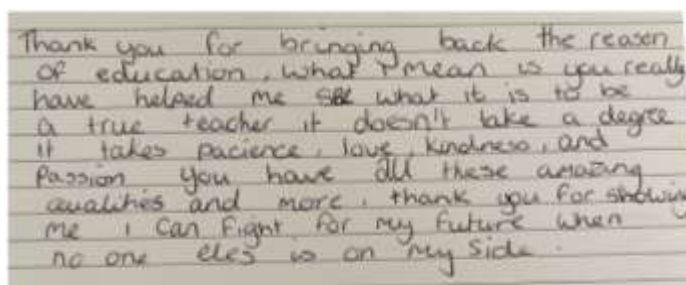 Thank you for bringing back the reason
of education, what I mean is you really
have helped me see what it is to be
a true teacher it doesn't take a degree
it takes pacience, love, kindness, and
Passion you have all these amazing
qualities and more, thank you for showing
me i can fight for my future when
no one eles is on my side.